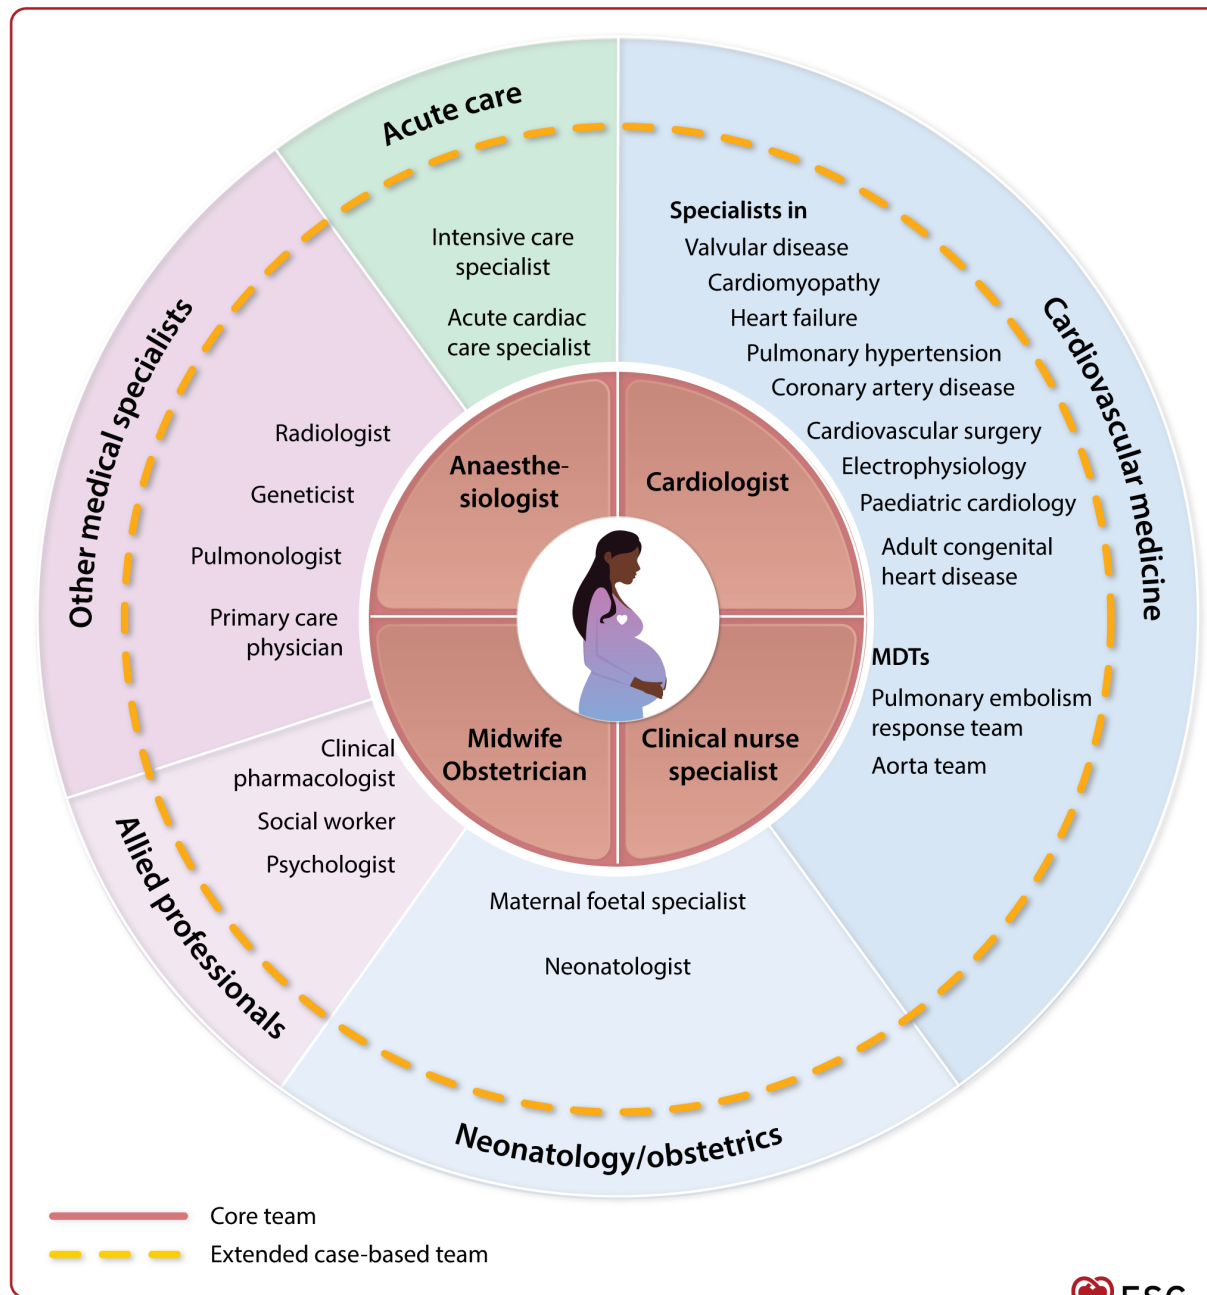 Acute care
Intensive care
specialist
Acute cardiac
care specialist
Cardiovascular medicine
Specialists in
Valvular disease
Cardiomyopathy
Heart failure
Pulmonary hypertension
Coronary artery disease
Cardiovascular surgery
Electrophysiology
Paediatric cardiology
Adult congenital
heart disease
MDTs
Pulmonary embolism
response team
Aorta team
Other medical specialists
Radiologist
Geneticist
Pulmonologist
Primary care
physician
Anaesthe-
siologist
Cardiologist
Midwife
Obstetrician
Clinical nurse
specialist
Allied professionals
Clinical
pharmacologist
Social worker
Psychologist
Maternal foetal specialist
Neonatologist
Neonatology/obstetrics
Core team
Extended case-based team
ESC